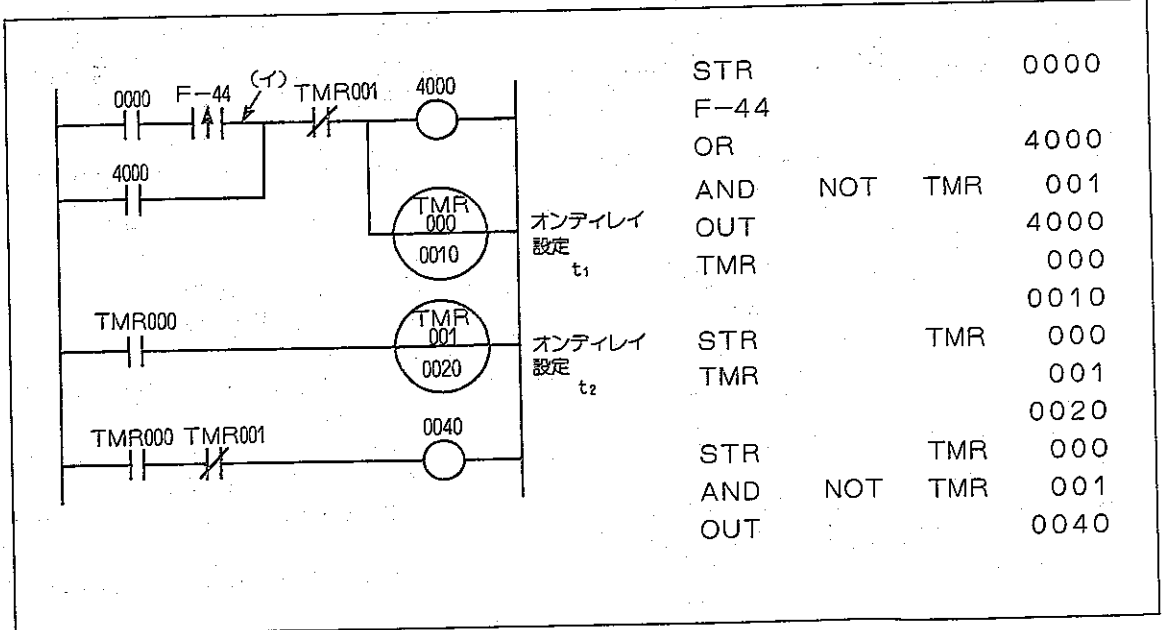 0000 F-44 (イ) TMR001 4000
4000
TMR
000
0010
オンディレイ
設定
t₁
TMR000
TMR
001
0020
オンディレイ
設定
t₂
TMR000 TMR001 0040
STR 0000
F-44
OR 4000
AND NOT TMR 001
OUT 4000
TMR 000
0010
STR TMR 000
TMR 001
0020
STR TMR 000
AND NOT TMR 001
OUT 0040